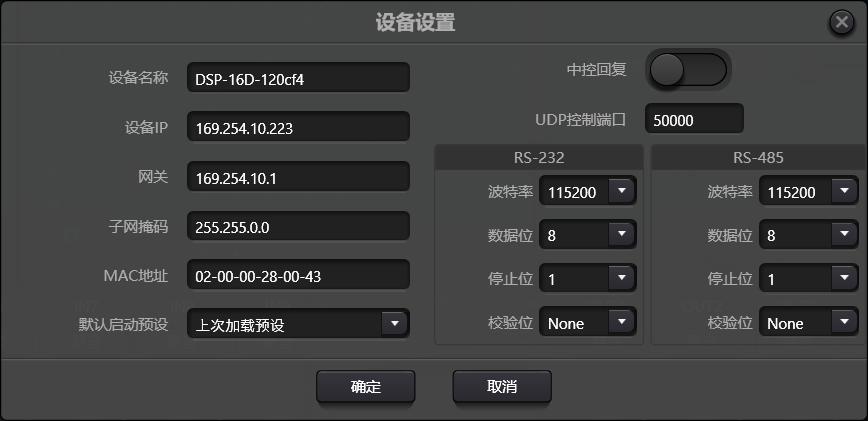 设备设置
设备名称 DSP-16D-120cf4
设备IP 169.254.10.223
网关 169.254.10.1
子网掩码 255.255.0.0
MAC地址 02-00-00-28-00-43
默认启动预设 上次加载预设
中控回复
UDP控制端口 50000
RS-232
波特率 115200
数据位 8
停止位 1
校验位 None
RS-485
波特率 115200
数据位 8
停止位 1
校验位 None
确定 取消